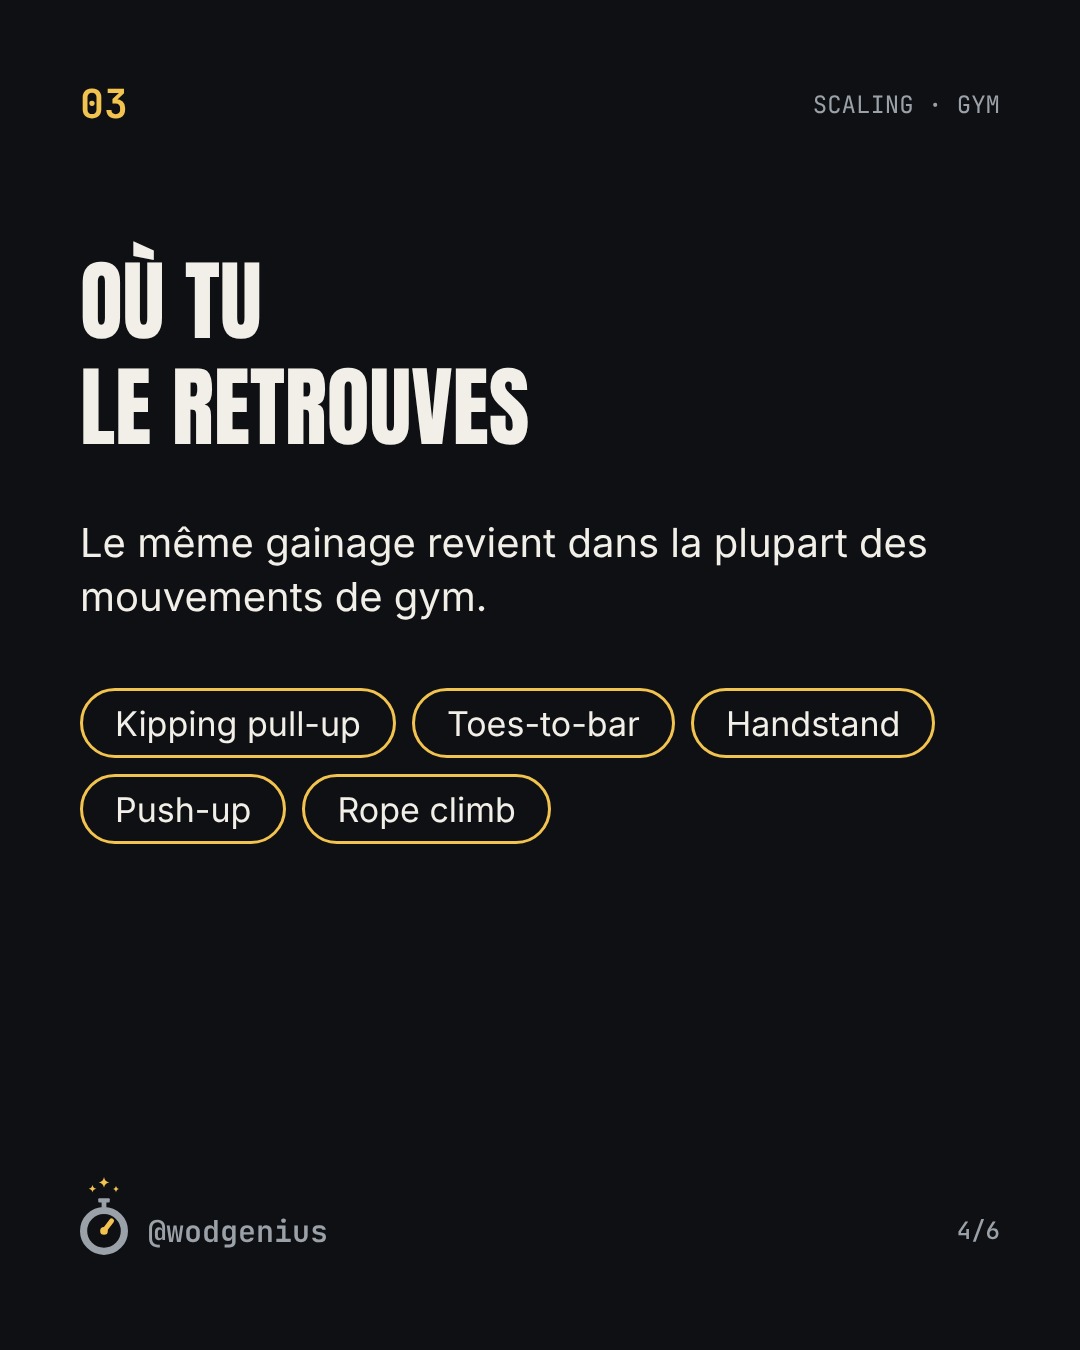 03
SCALING · GYM
OÙ TU
LE RETROUVES
Le même gainage revient dans la plupart des
mouvements de gym.
Kipping pull-up
Toes-to-bar
Handstand
Push-up
Rope climb
@wodgenius
4/6